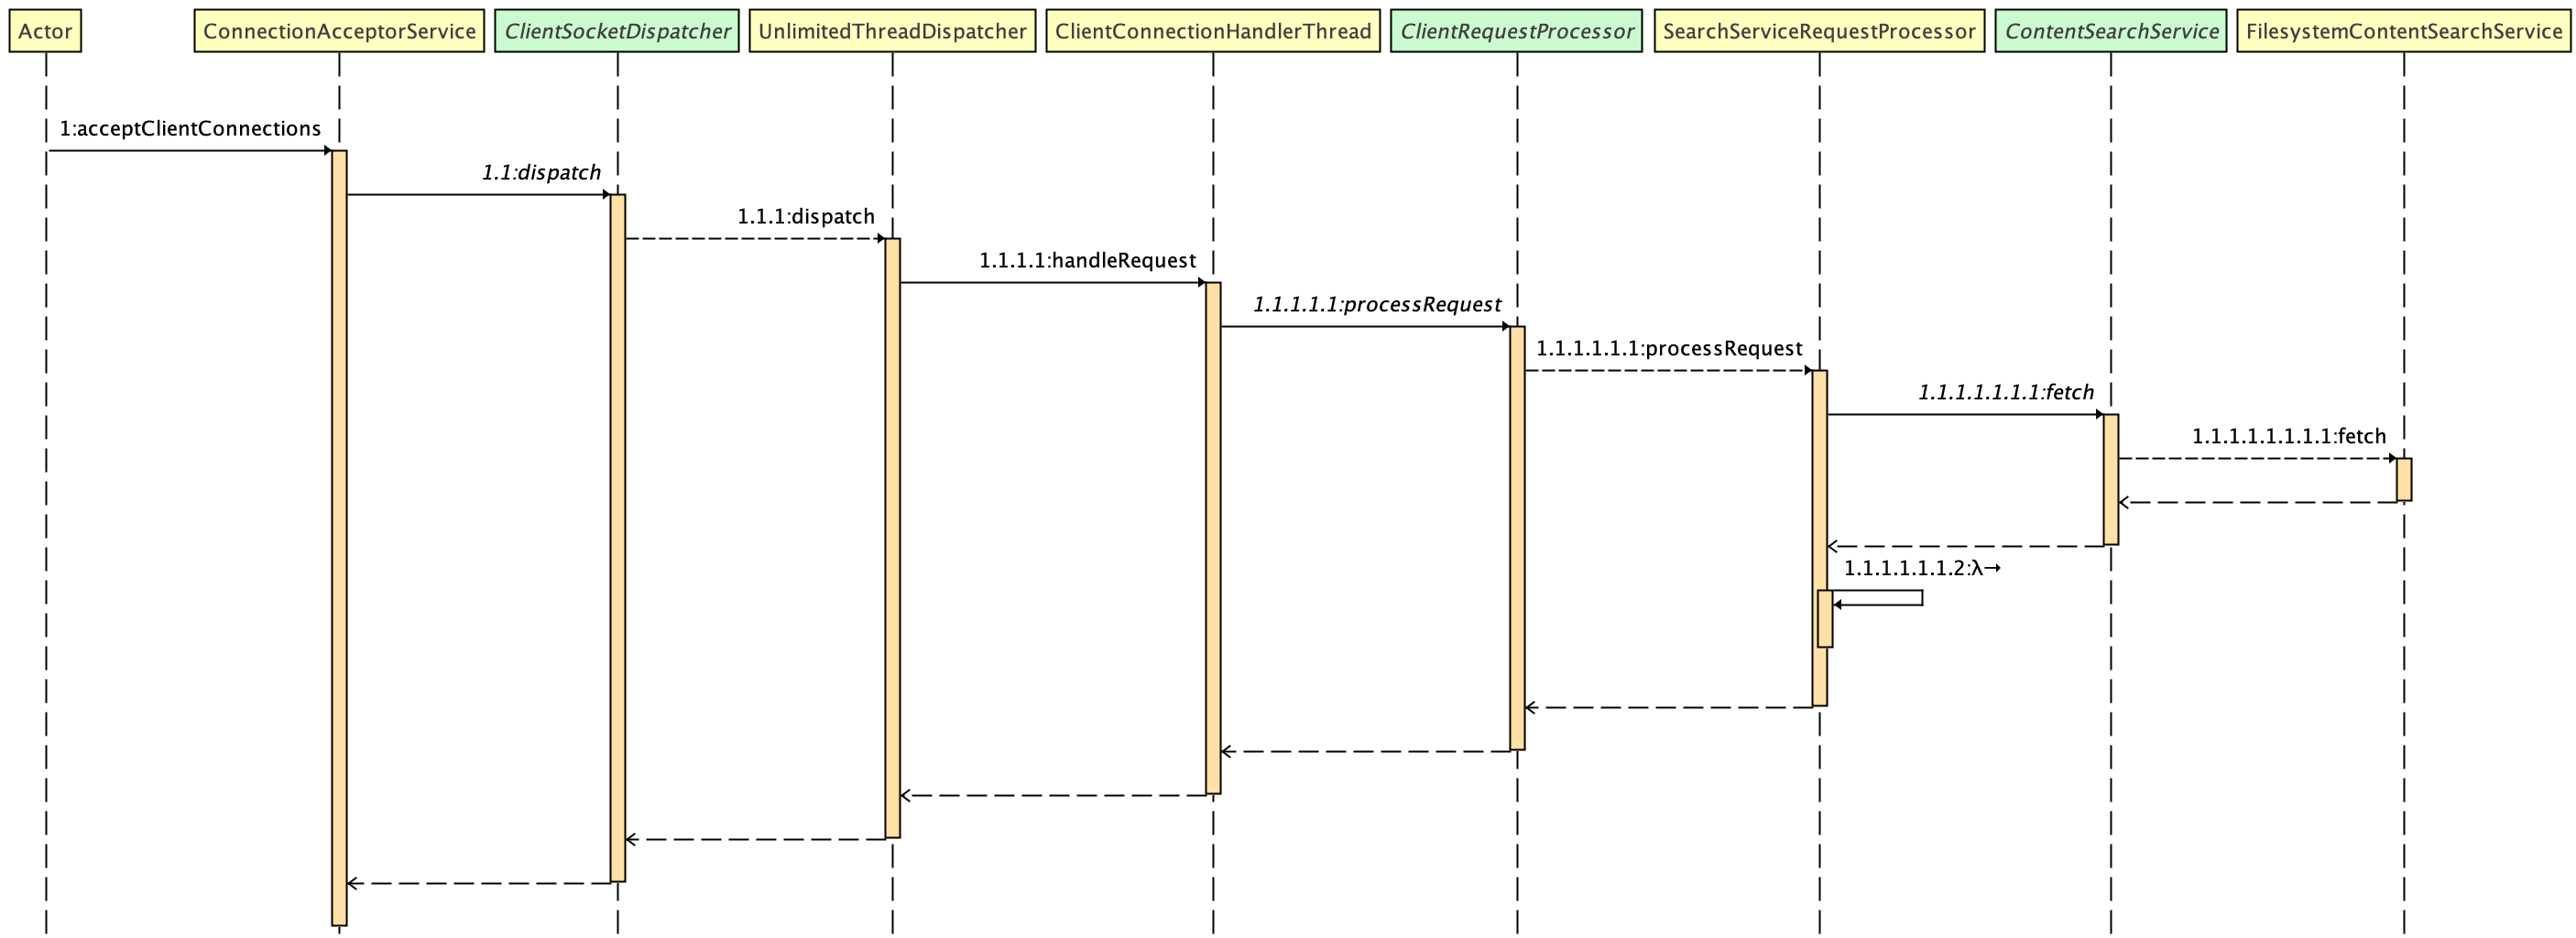 Actor
ConnectionAcceptorService
ClientSocketDispatcher
UnlimitedThreadDispatcher
ClientConnectionHandlerThread
ClientRequestProcessor
SearchServiceRequestProcessor
ContentSearchService
FilesystemContentSearchService
1:acceptClientConnections
1.1:dispatch
1.1.1:dispatch
1.1.1.1:handleRequest
1.1.1.1.1:processRequest
1.1.1.1.1.1:processRequest
1.1.1.1.1.1.1:fetch
1.1.1.1.1.1.1.1:fetch
1.1.1.1.1.1.2:λ→